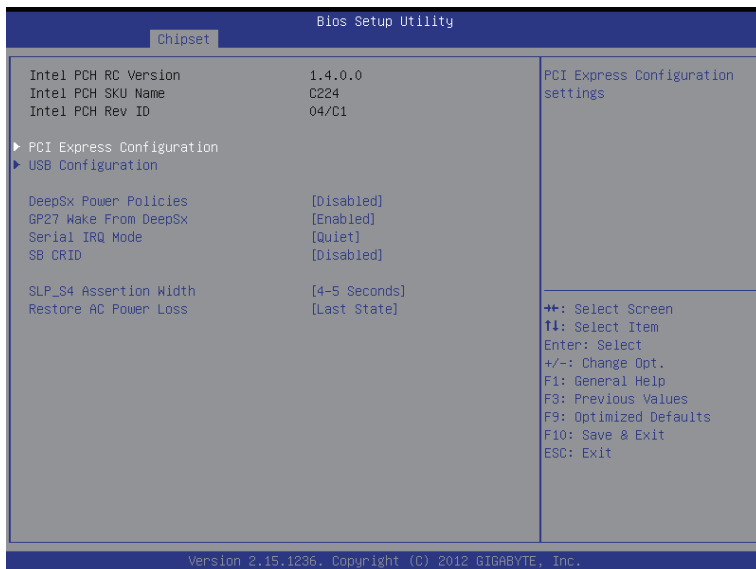 Bios Setup Utility
Chipset
Intel PCH RC Version 1.4.0.0
Intel PCH SKU Name C224
Intel PCH Rev ID 04/C1
PCI Express Configuration
USB Configuration
DeepSx Power Policies [Disabled]
GP27 Wake From DeepSx [Enabled]
Serial IRQ Mode [Quiet]
SB CRID [Disabled]
SLP_S4 Assertion Width [4-5 Seconds]
Restore AC Power Loss [Last State]
PCI Express Configuration
settings
→←: Select Screen
↑↓: Select Item
Enter: Select
+/-: Change Opt.
F1: General Help
F3: Previous Values
F9: Optimized Defaults
F10: Save & Exit
ESC: Exit
Version 2.15.1236. Copyright (C) 2012 GIGABYTE, Inc.